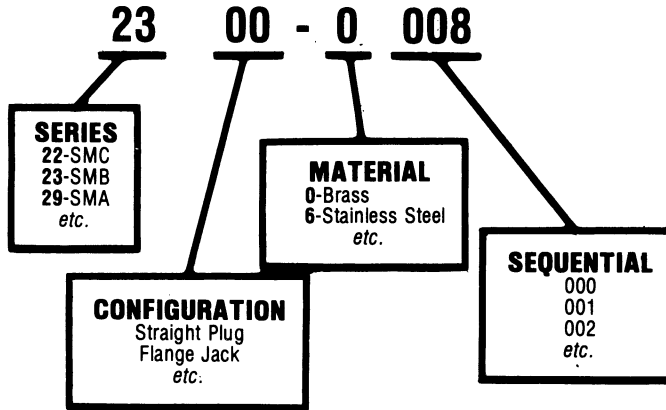 23 00 - 0 008
SERIES
22-SMC
23-SMB
29-SMA
etc.
MATERIAL
0-Brass
6-Stainless Steel
etc.
CONFIGURATION
Straight Plug
Flange Jack
etc.
SEQUENTIAL
000
001
002
etc.